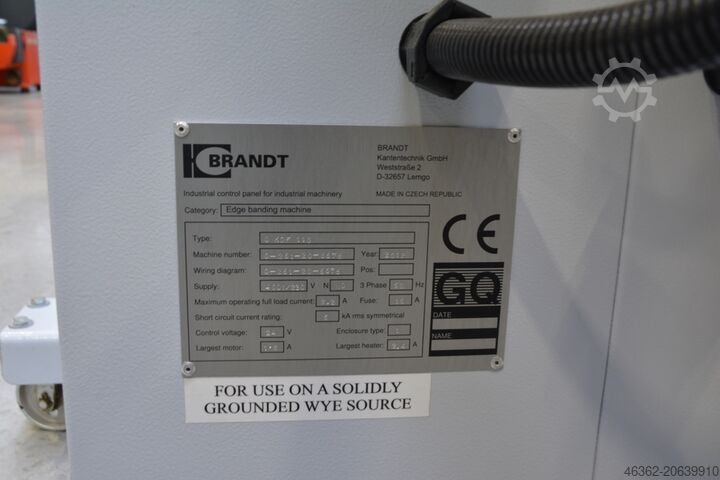 BRANDT
BRANDT
Kantentechnik GmbH
Weststraße 2
D-32657 Lemgo
Industrial control panel for industrial machinery
MADE IN CZECH REPUBLIC
Category: Edge banding machine
Type:
Machine number: Year:
Wiring diagram: Pos:
Supply: V N 3 Phase Hz
Maximum operating full load current: A Fuse: A
Short circuit current rating: kA rms symmetrical
Control voltage: 24 V Enclosure type: 1
Largest motor: A Largest heater: A
CE
GQ
DATE
NAME
FOR USE ON A SOLIDLY
GROUNDED WYE SOURCE
46362-20639910